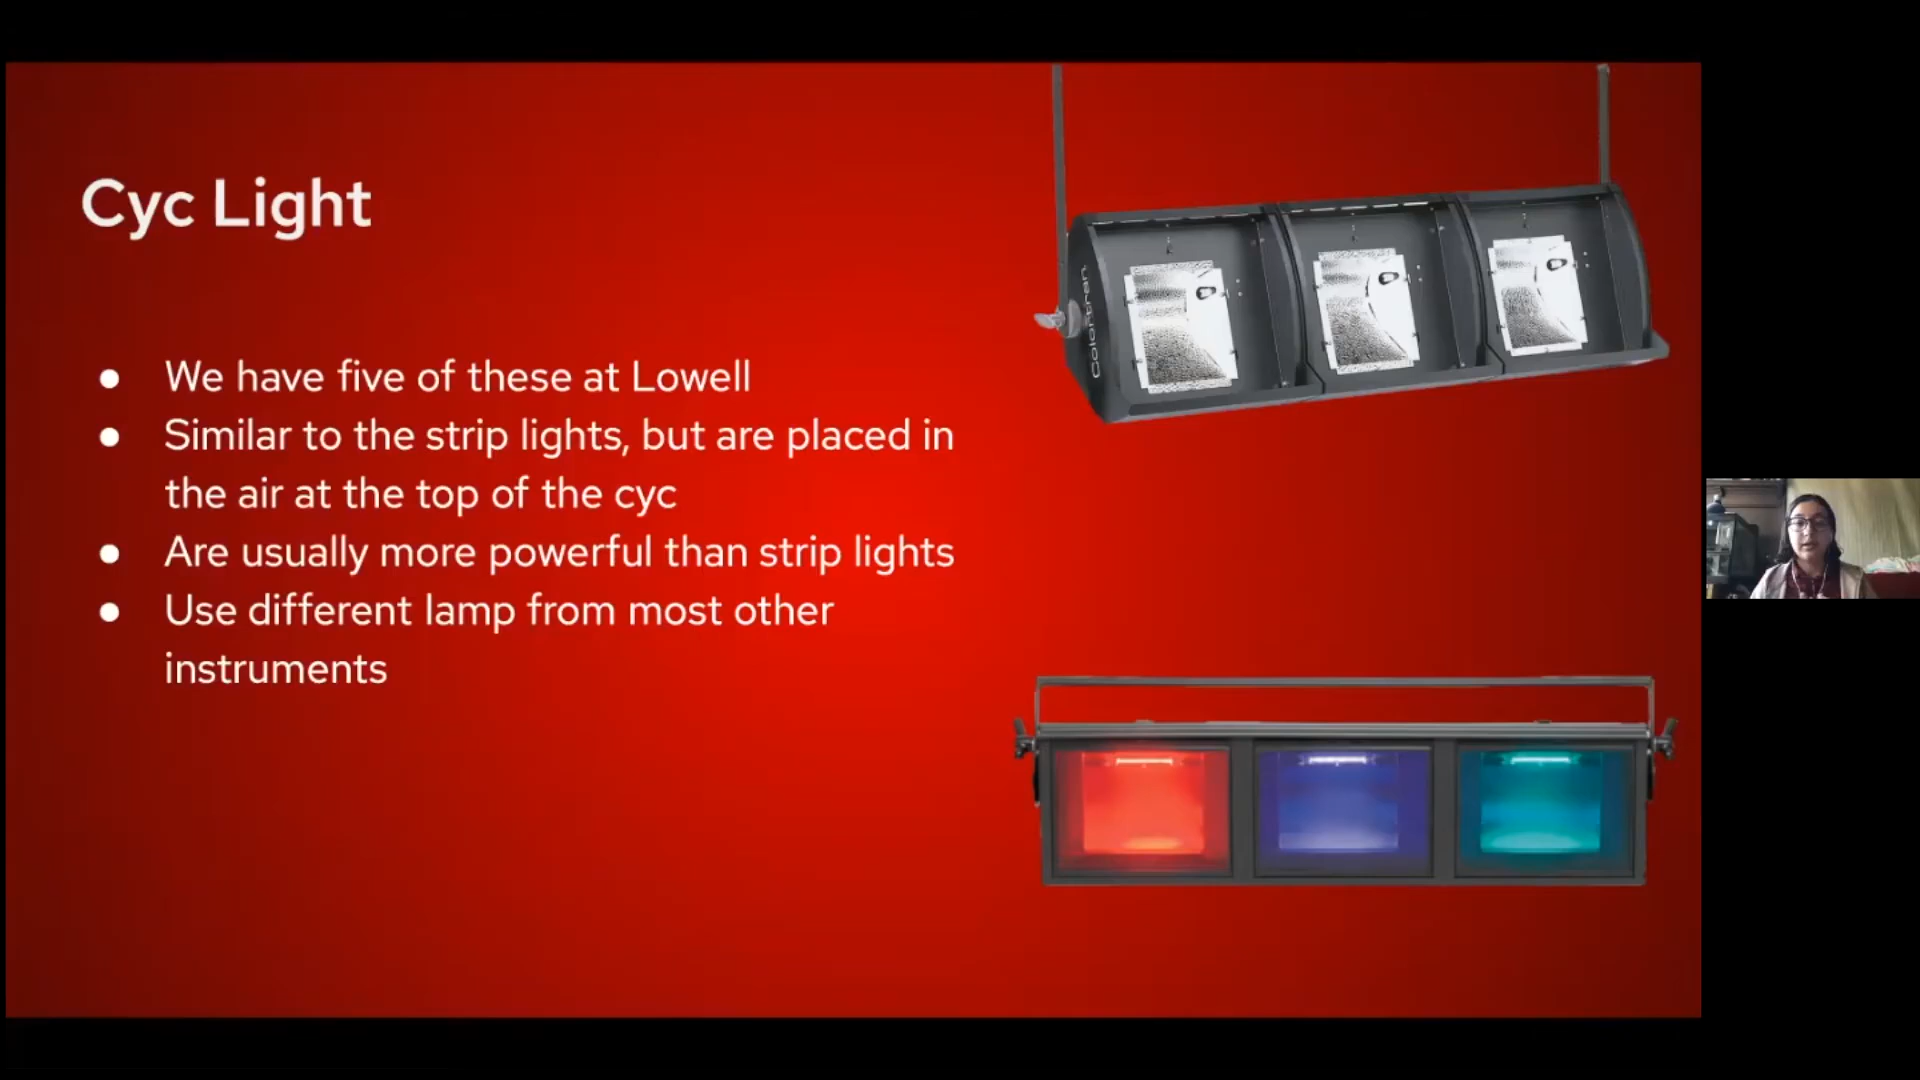 Cyc Light
● We have five of these at Lowell
● Similar to the strip lights, but are placed in
the air at the top of the cyc
● Are usually more powerful than strip lights
● Use different lamp from most other
instruments
Colortran